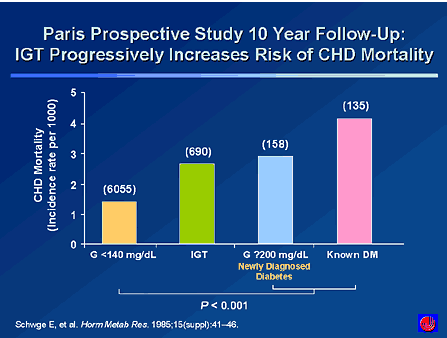 Paris Prospective Study 10 Year Follow-Up:
IGT Progressively Increases Risk of CHD Mortality
CHD Mortality
(Incidence rate per 1000)
5
4
3
2
1
0
(6055)
(690)
(158)
(135)
G <140 mg/dL
IGT
G ?200 mg/dL
Newly Diagnosed
Diabetes
Known DM
P < 0.001
Schwge E, et al. Horm Metab Res. 1985;15(suppl):41–46.